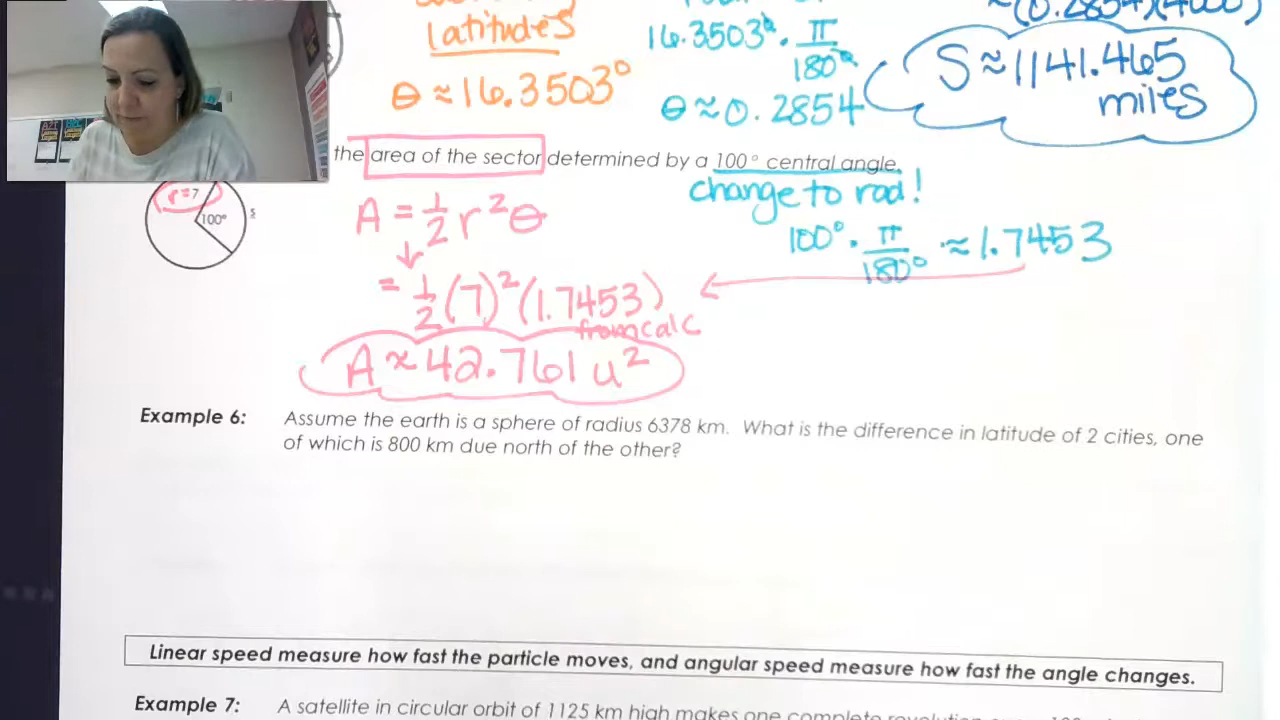 latitudes
θ ≈ 16.3503°
16.3503° · π/180°
θ ≈ 0.2854
≈ (0.2854)(4000)
S ≈ 1141.465
miles
the area of the sector determined by a 100° central angle.
change to rad!
100° · π/180° ≈ 1.7453
r=7
100°
s
A = 1/2 r²θ
= 1/2 (7)² (1.7453)
from calc
A ≈ 42.761 u²
Example 6: Assume the earth is a sphere of radius 6378 km. What is the difference in latitude of 2 cities, one
of which is 800 km due north of the other?
Linear speed measure how fast the particle moves, and angular speed measure how fast the angle changes.
Example 7: A satellite in circular orbit of 1125 km high makes one complete revolution